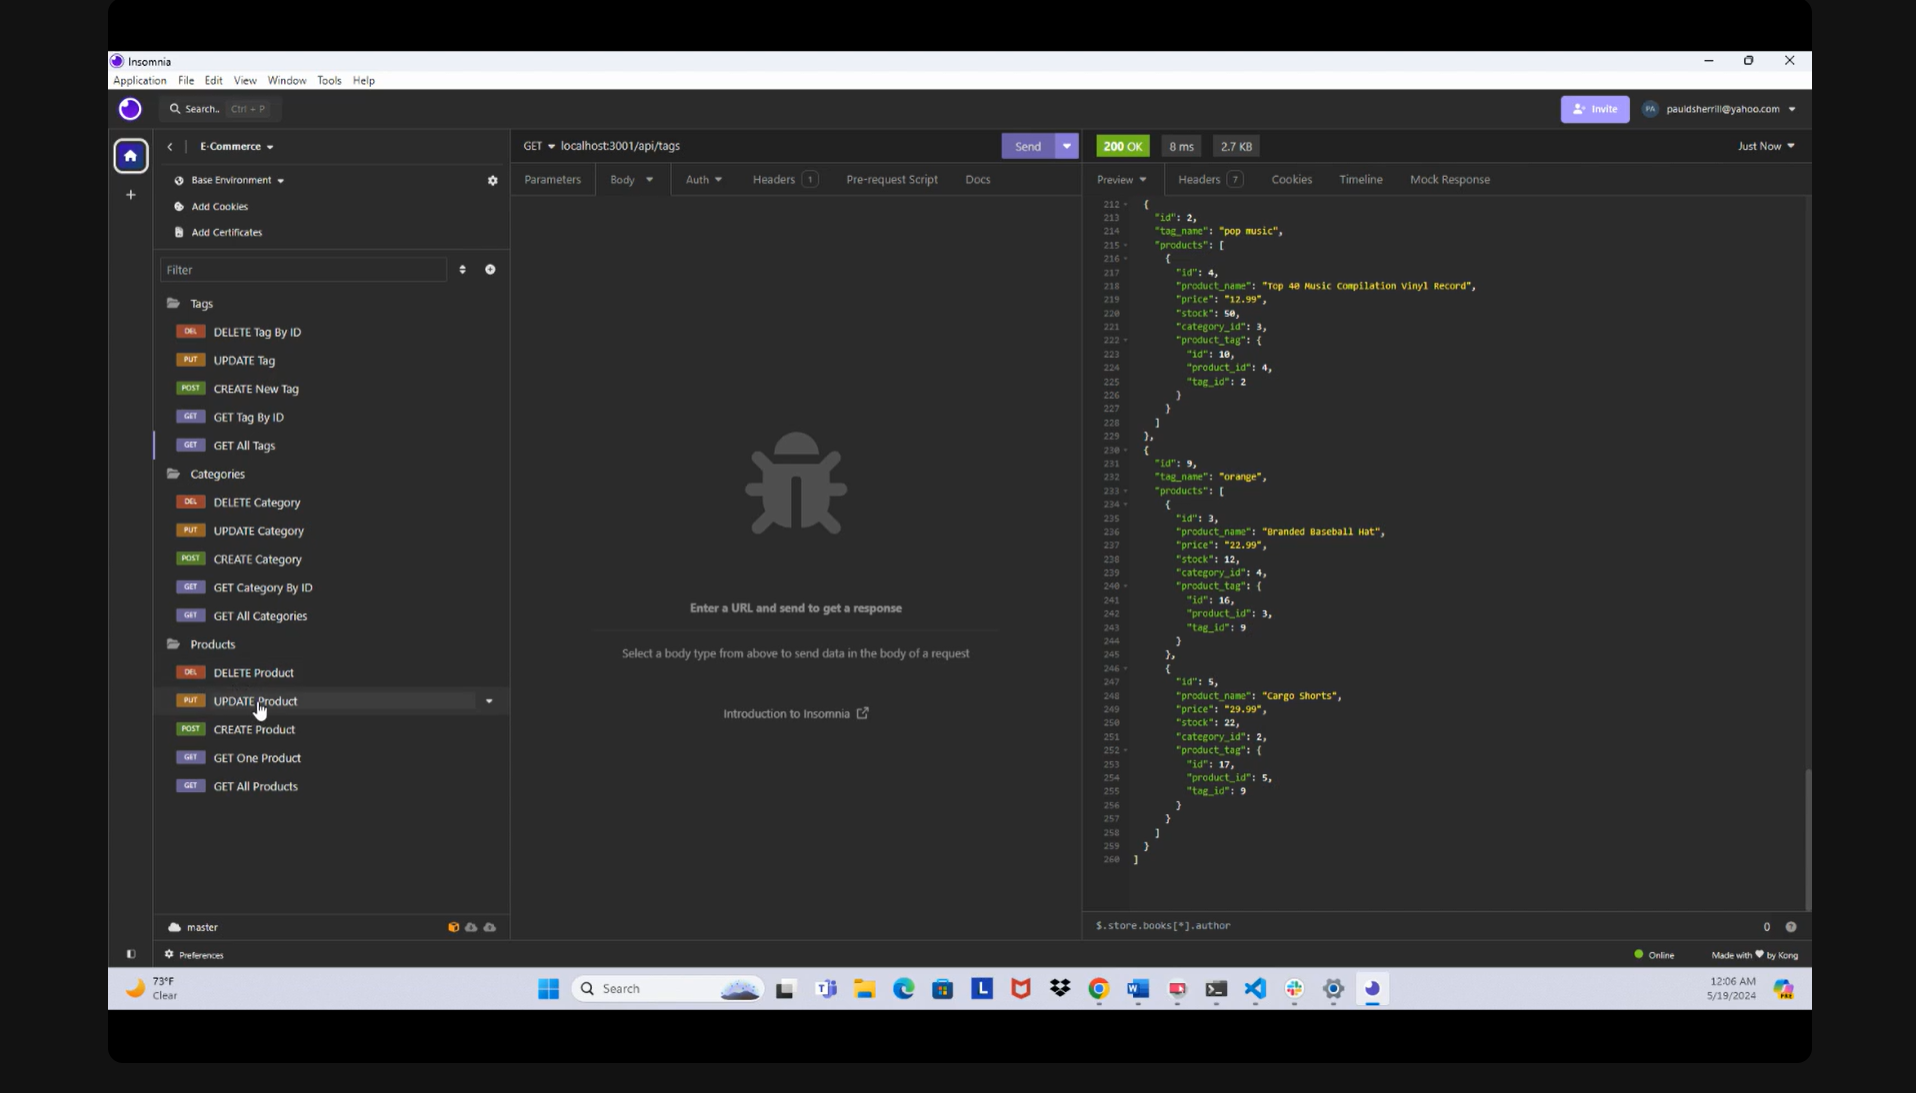 Insomnia
Application File Edit View Window Tools Help
Search.. Ctrl + P
Invite
PA pauldsherrill@yahoo.com
E-Commerce
Base Environment
Add Cookies
Add Certificates
Filter
Tags
DEL DELETE Tag By ID
PUT UPDATE Tag
POST CREATE New Tag
GET GET Tag By ID
GET GET All Tags
Categories
DEL DELETE Category
PUT UPDATE Category
POST CREATE Category
GET GET Category By ID
GET GET All Categories
Products
DEL DELETE Product
PUT UPDATE Product
POST CREATE Product
GET GET One Product
GET GET All Products
master
Preferences
GET localhost:3001/api/tags Send
Parameters Body Auth Headers 1 Pre-request Script Docs
Enter a URL and send to get a response
Select a body type from above to send data in the body of a request
Introduction to Insomnia
200 OK 8 ms 2.7 KB Just Now
Preview Headers 7 Cookies Timeline Mock Response
212 {
213 "id": 2,
214 "tag_name": "pop music",
215 "products": [
216 {
217 "id": 4,
218 "product_name": "Top 40 Music Compilation Vinyl Record",
219 "price": "12.99",
220 "stock": 50,
221 "category_id": 3,
222 "product_tag": {
223 "id": 10,
224 "product_id": 4,
225 "tag_id": 2
226 }
227 }
228 ]
229 },
230 {
231 "id": 9,
232 "tag_name": "orange",
233 "products": [
234 {
235 "id": 3,
236 "product_name": "Branded Baseball Hat",
237 "price": "22.99",
238 "stock": 12,
239 "category_id": 4,
240 "product_tag": {
241 "id": 16,
242 "product_id": 3,
243 "tag_id": 9
244 }
245 },
246 {
247 "id": 5,
248 "product_name": "Cargo Shorts",
249 "price": "29.99",
250 "stock": 22,
251 "category_id": 2,
252 "product_tag": {
253 "id": 17,
254 "product_id": 5,
255 "tag_id": 9
256 }
257 }
258 ]
259 }
260 ]
$.store.books[*].author 0
Online Made with ♥ by Kong
73°F
Clear
Search
12:06 AM
5/19/2024